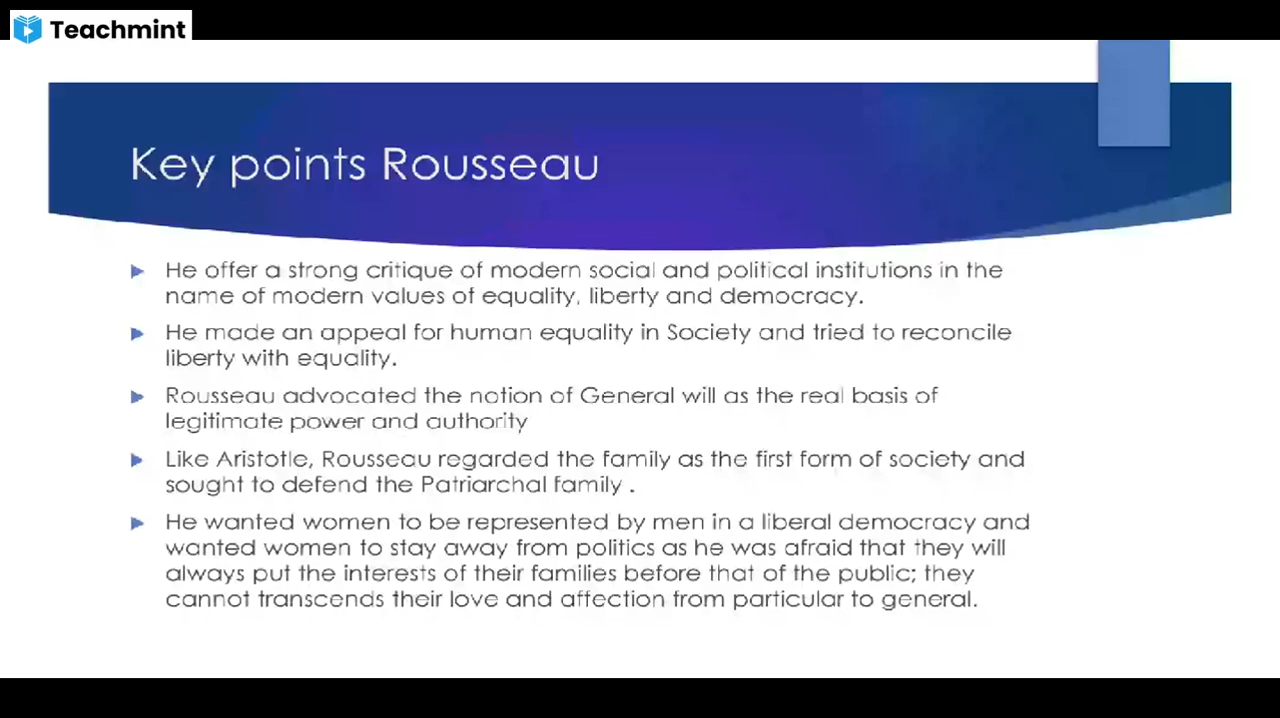 Teachmint
Key points Rousseau
He offer a strong critique of modern social and political institutions in the
name of modern values of equality, liberty and democracy.
He made an appeal for human equality in Society and tried to reconcile
liberty with equality.
Rousseau advocated the notion of General will as the real basis of
legitimate power and authority
Like Aristotle, Rousseau regarded the family as the first form of society and
sought to defend the Patriarchal family .
He wanted women to be represented by men in a liberal democracy and
wanted women to stay away from politics as he was afraid that they will
always put the interests of their families before that of the public; they
cannot transcends their love and affection from particular to general.